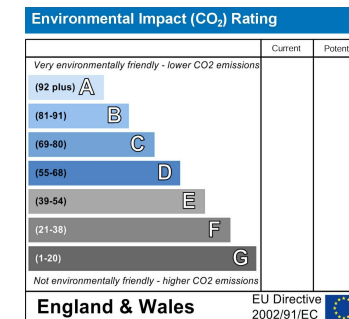 Environmental Impact (CO₂) Rating
Current Potent
Very environmentally friendly - lower CO2 emissions
(92 plus) A
(81-91) B
(69-80) C
(55-68) D
(39-54) E
(21-38) F
(1-20) G
Not environmentally friendly - higher CO2 emissions
England & Wales
EU Directive
2002/91/EC